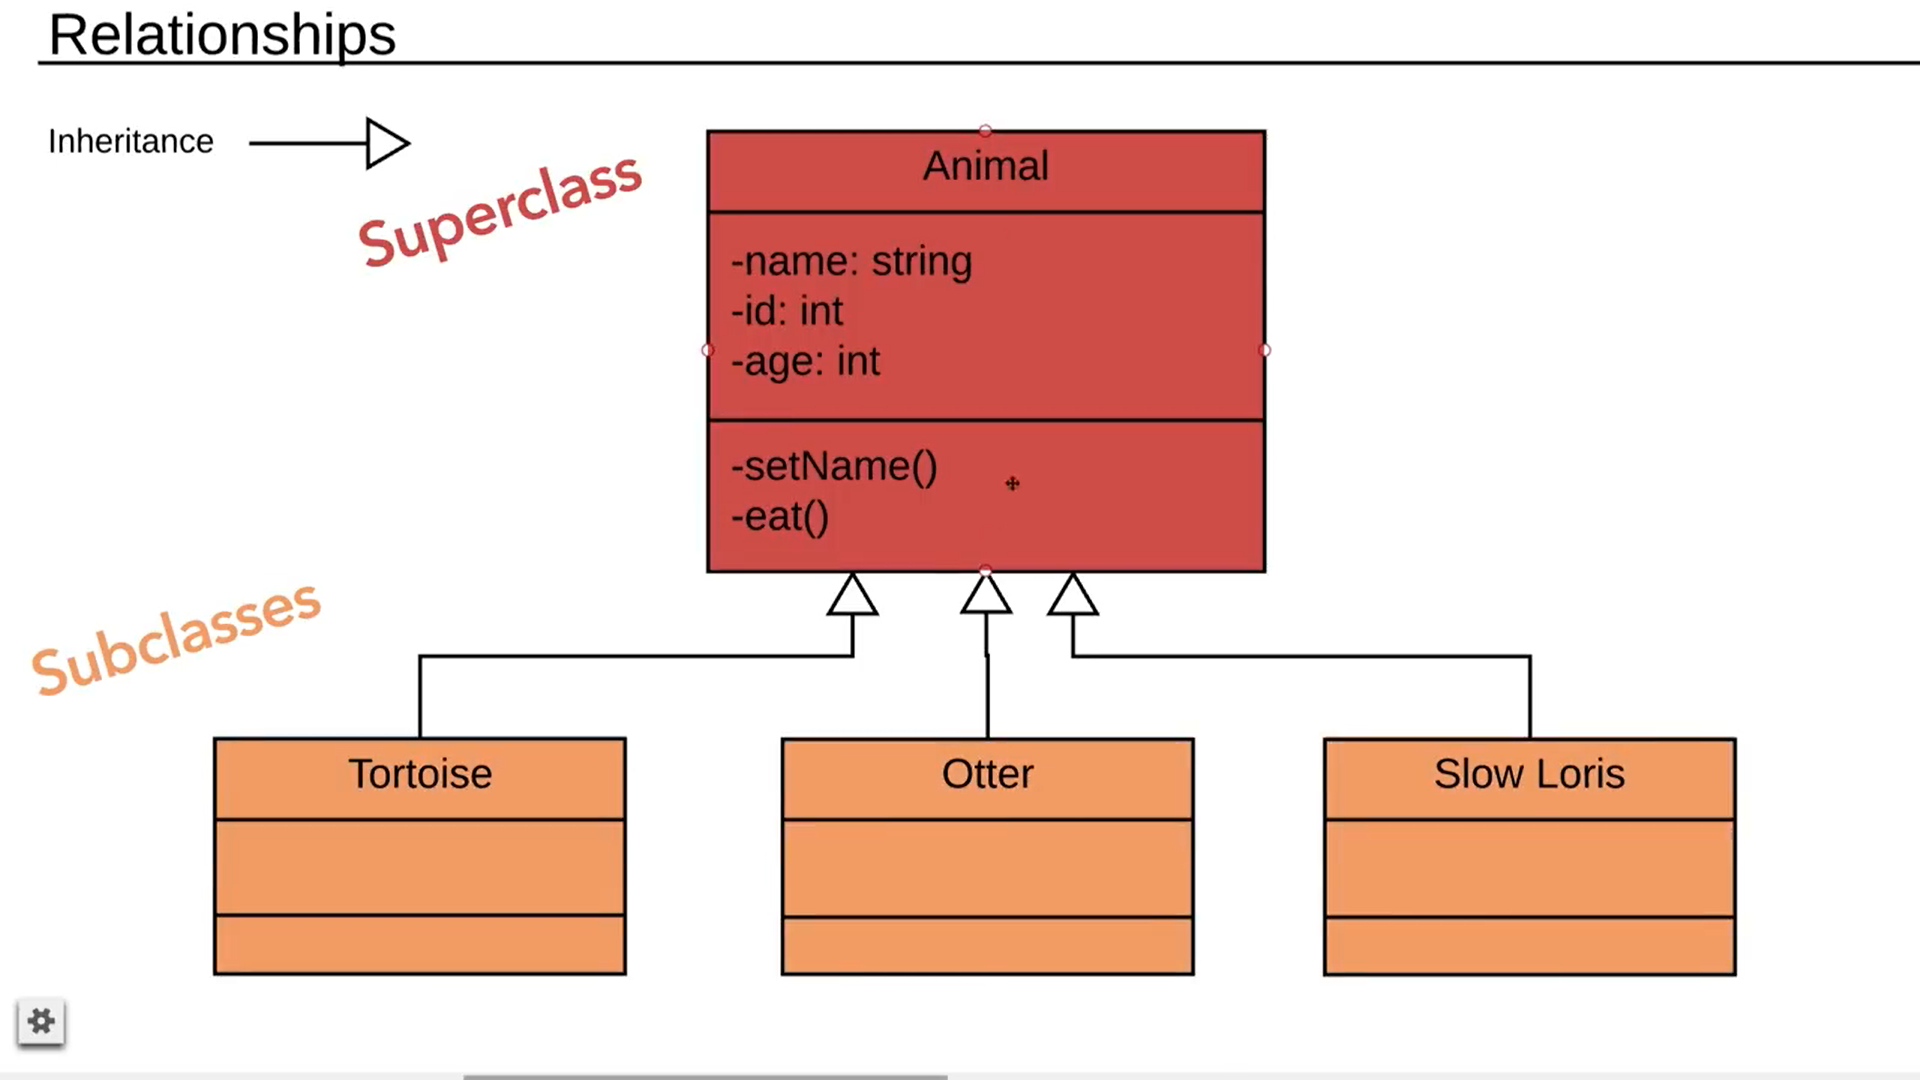 Relationships
Inheritance
Superclass
Animal
-name: string
-id: int
-age: int
-setName()
-eat()
Subclasses
Tortoise
Otter
Slow Loris